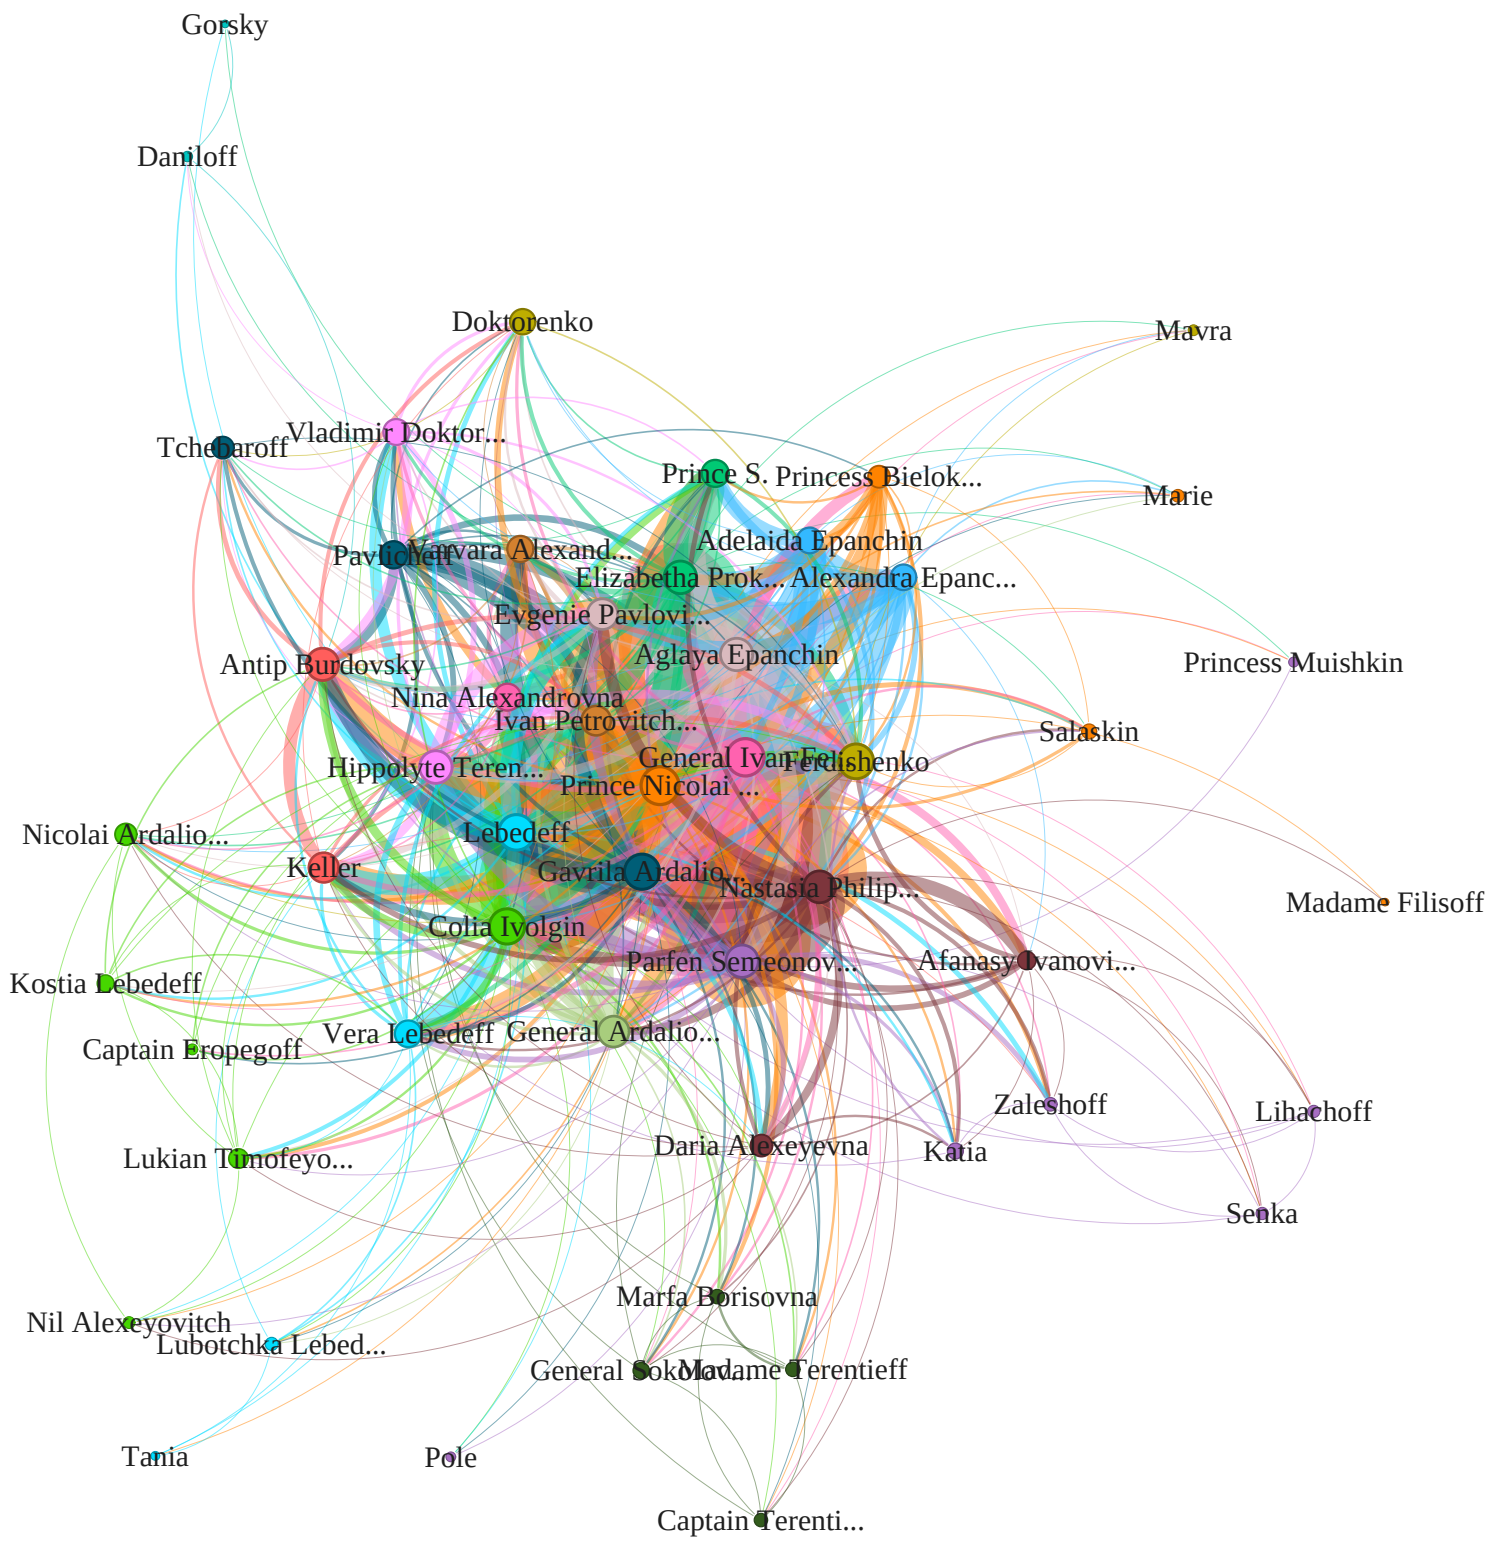 Gorsky
Daniloff
Doktorenko
Mavra
Vladimir Doktor...
Tchebaroff
Prince S.
Princess Bielok...
Marie
Adelaida Epanchin
Pavlicheff
Varvara Alexand...
Elizabetha Prok...
Alexandra Epanc...
Evgenie Pavlovi...
Aglaya Epanchin
Antip Burdovsky
Princess Muishkin
Nina Alexandrovna
Ivan Petrovitch...
Salaskin
General Ivan Fe...
Ferdishenko
Hippolyte Teren...
Prince Nicolai ...
Nicolai Ardalio...
Lebedeff
Keller
Gavrila Ardalio...
Nastasia Philip...
Madame Filisoff
Colia Ivolgin
Parfen Semeonov...
Afanasy Ivanovi...
Kostia Lebedeff
Vera Lebedeff
General Ardalio...
Captain Eropegoff
Zaleshoff
Lihachoff
Daria Alexeyevna
Katia
Lukian Timofeyo...
Senka
Marfa Borisovna
Nil Alexeyovitch
Lubotchka Lebed...
General Sokolov...
Madame Terentieff
Tania
Pole
Captain Terenti...